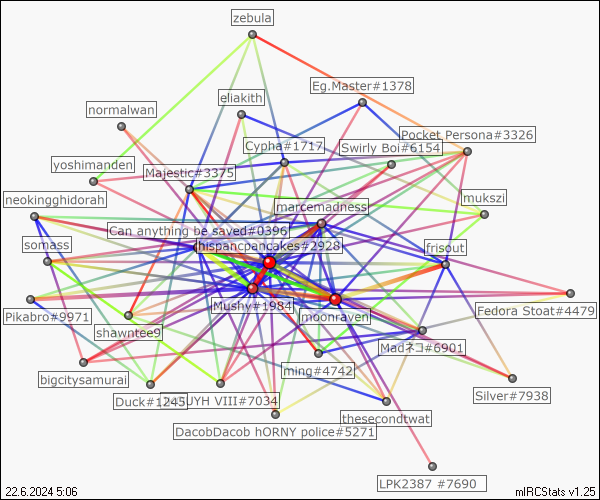 zebula
Eg.Master#1378
eliakith
normalwan
Pocket Persona#3326
Cypha#1717
Swirly Boi#6154
yoshimanden
Majestic#3375
neokingghidorah
marcemadness
mukszi
Can anything be saved#0396
somass
hispancpancakes#2928
frisout
Mushy#1984
Pikabro#9971
moonraven
Fedora Stoat#4479
shawntee9
Madネコ#6901
ming#4742
bigcitysamurai
Silver#7938
Duck#1245
UUYH VIII#7034
thesecondtwat
DacobDacob hORNY police#5271
LPK2387 #7690
22.6.2024 5:06
mIRCStats v1.25